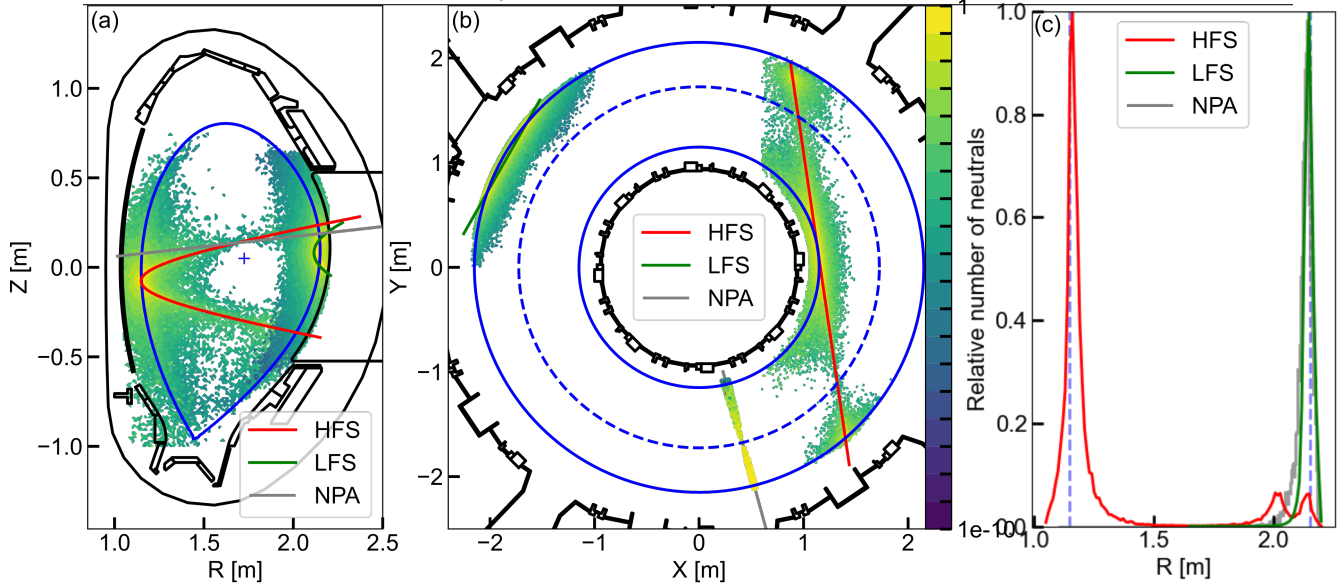 (a)
Z [m]
1.0
0.5
0.0
−0.5
−1.0
HFS
LFS
NPA
1.0
1.5
2.0
2.5
R [m]
(b)
Y [m]
2
1
0
−1
−2
HFS
LFS
NPA
−2
−1
0
1
2
X [m]
1
1e-10
(c)
Relative number of neutrals
1.0
0.8
0.6
0.4
0.2
0.0
HFS
LFS
NPA
1.0
1.5
2.0
R [m]